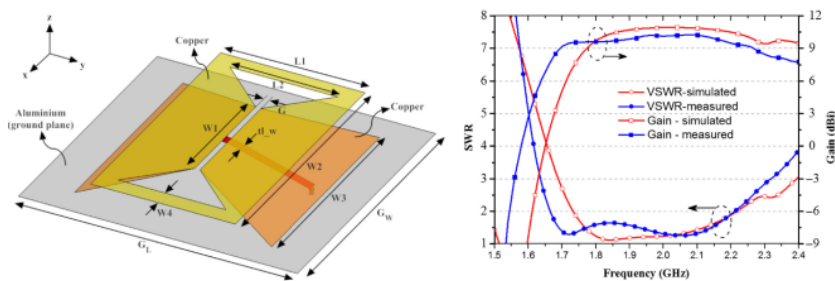 z
x
y
Copper
L1
L2
G
Copper
Aluminium
(ground plane)
W1
tl_w
W2
W3
W4
G_L
G_W
8
7
6
5
4
3
2
1
SWR
12
9
6
3
0
-3
-6
-9
Gain (dBi)
VSWR-simulated
VSWR-measured
Gain - simulated
Gain - measured
1.5 1.6 1.7 1.8 1.9 2.0 2.1 2.2 2.3 2.4
Frequency (GHz)